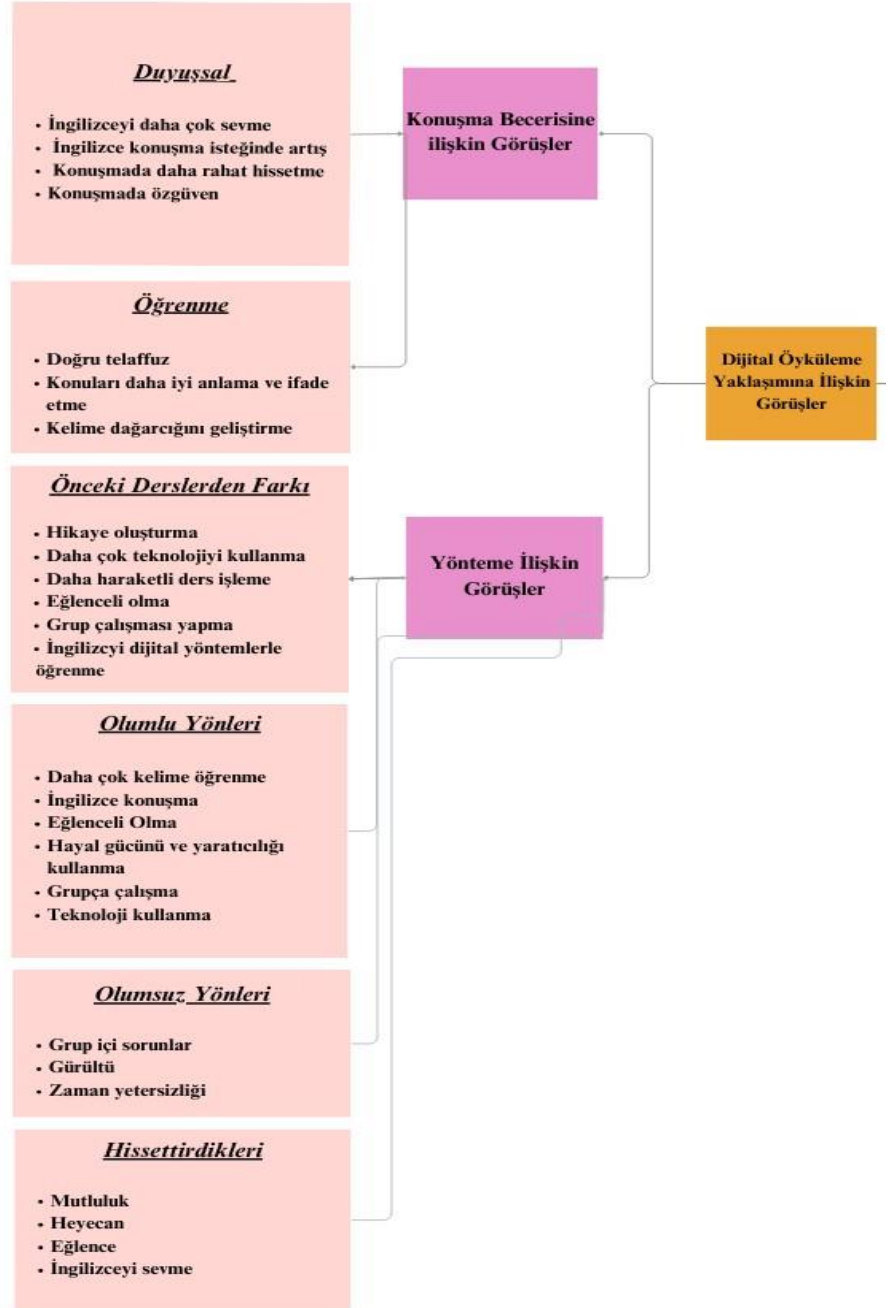 Duyuşsal
• İngilizceyi daha çok sevme
• İngilizce konuşma isteğinde artış
• Konuşmada daha rahat hissetme
• Konuşmada özgüven
Öğrenme
• Doğru telaffuz
• Konuları daha iyi anlama ve ifade
etme
• Kelime dağarcığını geliştirme
Önceki Derslerden Farkı
• Hikaye oluşturma
• Daha çok teknolojiyi kullanma
• Daha haraketli ders işleme
• Eğlenceli olma
• Grup çalışması yapma
• İngilizcyi dijital yöntemlerle
öğrenme
Olumlu Yönleri
• Daha çok kelime öğrenme
• İngilizce konuşma
• Eğlenceli Olma
• Hayal gücünü ve yaratıcılığı
kullanma
• Grupça çalışma
• Teknoloji kullanma
Olumsuz Yönleri
• Grup içi sorunlar
• Gürültü
• Zaman yetersizliği
Hissettirdikleri
• Mutluluk
• Heyecan
• Eğlence
• İngilizceyi sevme
Konuşma Becerisine
ilişkin Görüşler
Yönteme İlişkin
Görüşler
Dijital Öyküleme
Yaklaşımına İlişkin
Görüşler